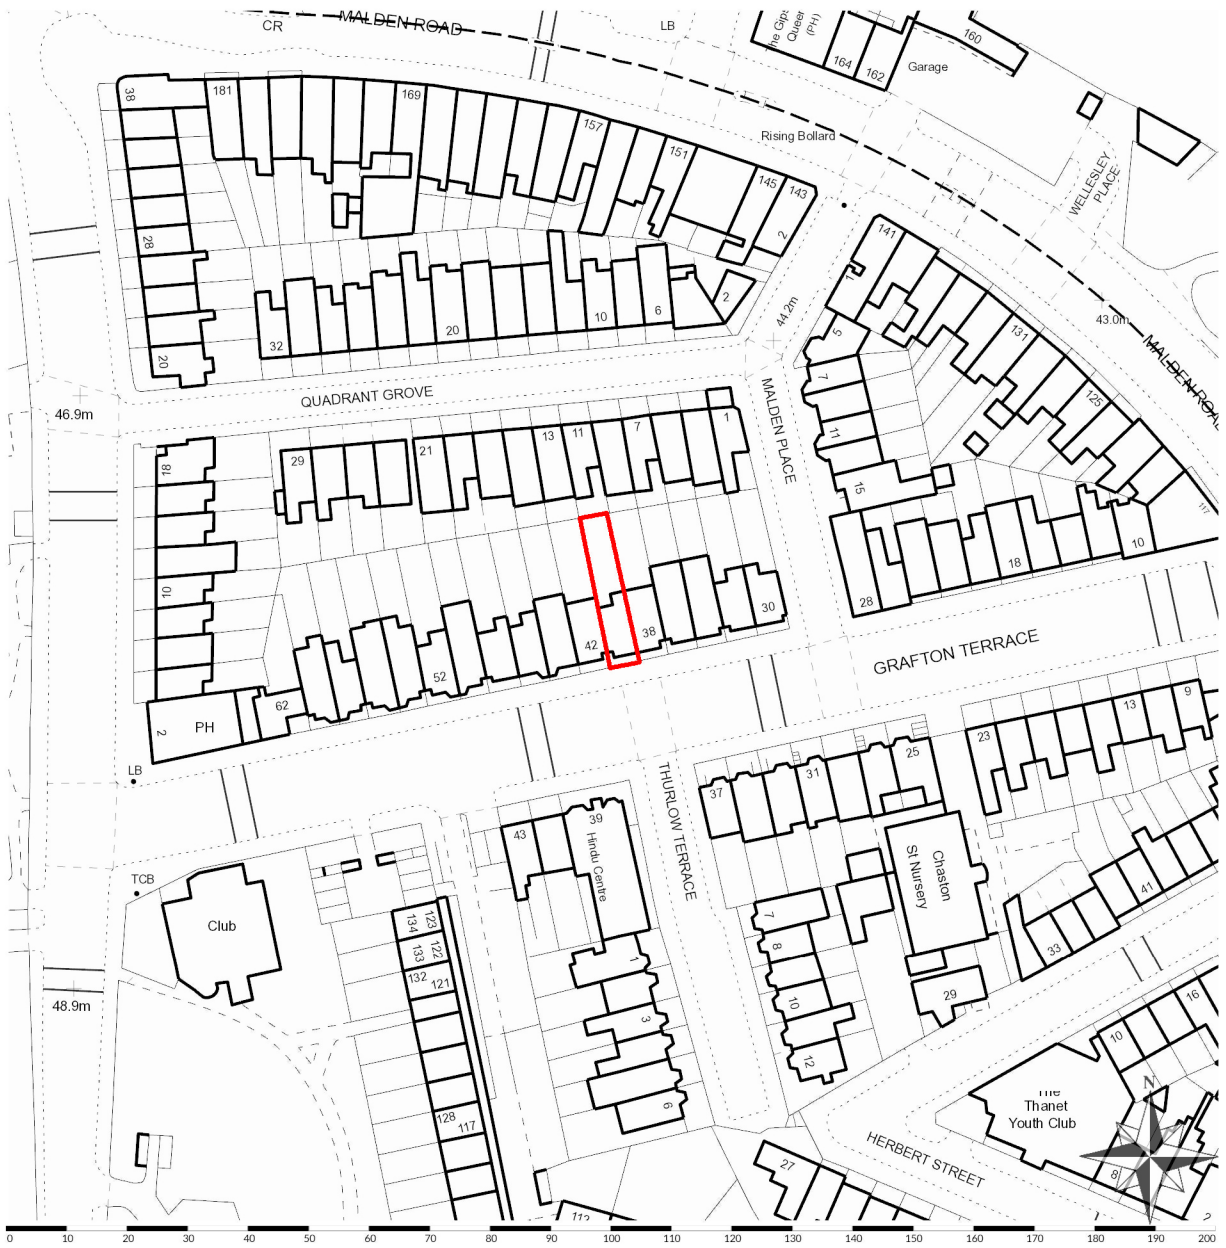 MALDEN ROAD
CR
LB
Queen
(PH)
164
162
160
Garage
Rising Bollard
WELLESLEY
PLACE
38
181
169
157
151
145
143
2
141
1
28
20
32
20
10
6
2
44.2m
43.0m
MALDEN ROAD
5
7
11
15
131
125
117
46.9m
QUADRANT GROVE
MALDEN PLACE
18
29
21
13
11
7
1
10
28
18
10
42
38
30
52
62
PH
2
GRAFTON TERRACE
LB
THURLOW TERRACE
37
31
25
23
13
9
43
39
Hindu Centre
Chaston
St Nursery
TCB
Club
134
123
133
122
132
121
128
117
1
3
6
7
8
10
12
29
33
41
48.9m
10
16
The
Thanet
Youth Club
8
2
N
HERBERT STREET
27
112
0 10 20 30 40 50 60 70 80 90 100 110 120 130 140 150 160 170 180 190 200